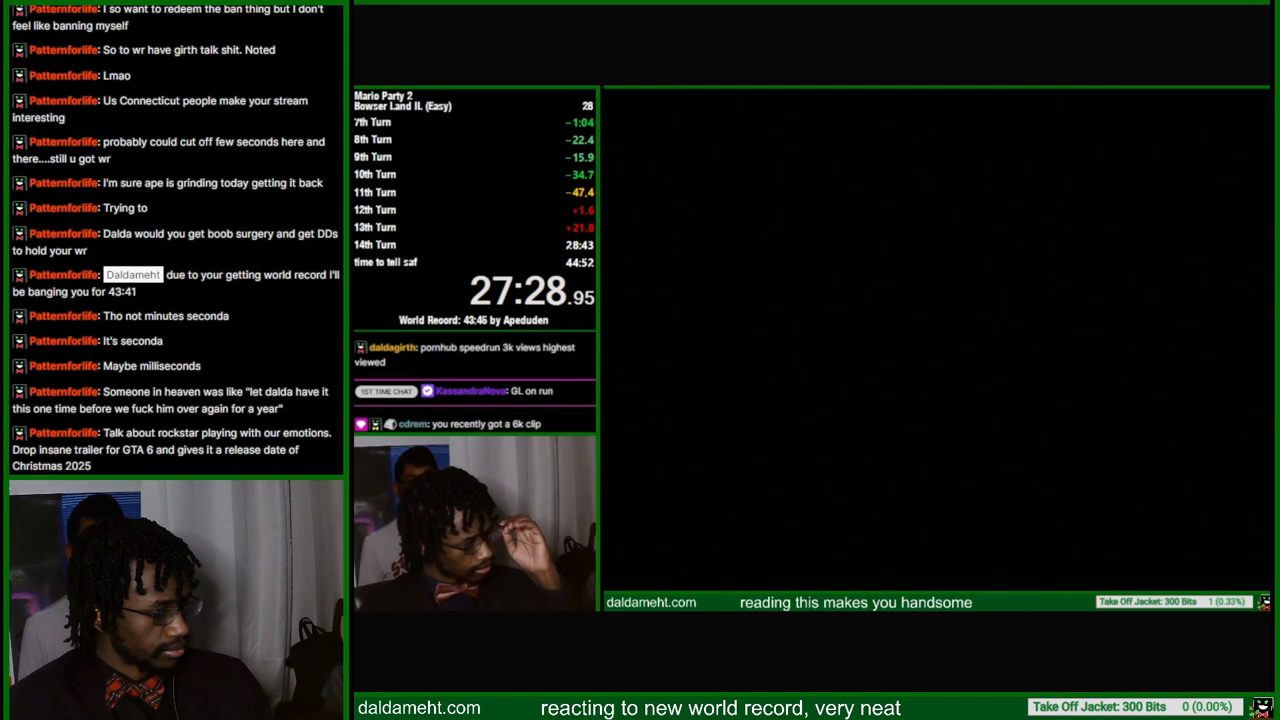 Patternforlife: I so want to redeem the ban thing but I don't
feel like banning myself
Patternforlife: So to wr have girth talk shit. Noted
Patternforlife: Lmao
Patternforlife: Us Connecticut people make your stream
interesting
Patternforlife: probably could cut off few seconds here and
there....still u got wr
Patternforlife: I'm sure ape is grinding today getting it back
Patternforlife: Trying to
Patternforlife: Dalda would you get boob surgery and get DDs
to hold your wr
Patternforlife: Daldameht due to your getting world record I'll
be banging you for 43:41
Patternforlife: Tho not minutes seconda
Patternforlife: It's seconda
Patternforlife: Maybe milliseconds
Patternforlife: Someone in heaven was like "let dalda have it
this one time before we fuck him over again for a year"
Patternforlife: Talk about rockstar playing with our emotions.
Drop insane trailer for GTA 6 and gives it a release date of
Christmas 2025
Mario Party 2
Bowser Land IL (Easy) 28
7th Turn -1:04
8th Turn -22.4
9th Turn -15.9
10th Turn -34.7
11th Turn -47.4
12th Turn +1.6
13th Turn +21.8
14th Turn 28:43
time to tell saf 44:52
27:28.95
World Record: 43:46 by Apeduden
daldagirth: pornhub speedrun 3k views highest
viewed
1ST TIME CHAT KassandraNova: GL on run
cdrem: you recently got a 6k clip
daldameht.com reading this makes you handsome Take Off Jacket: 300 Bits 1 (0.33%)
daldameht.com reacting to new world record, very neat Take Off Jacket: 300 Bits 0 (0.00%)